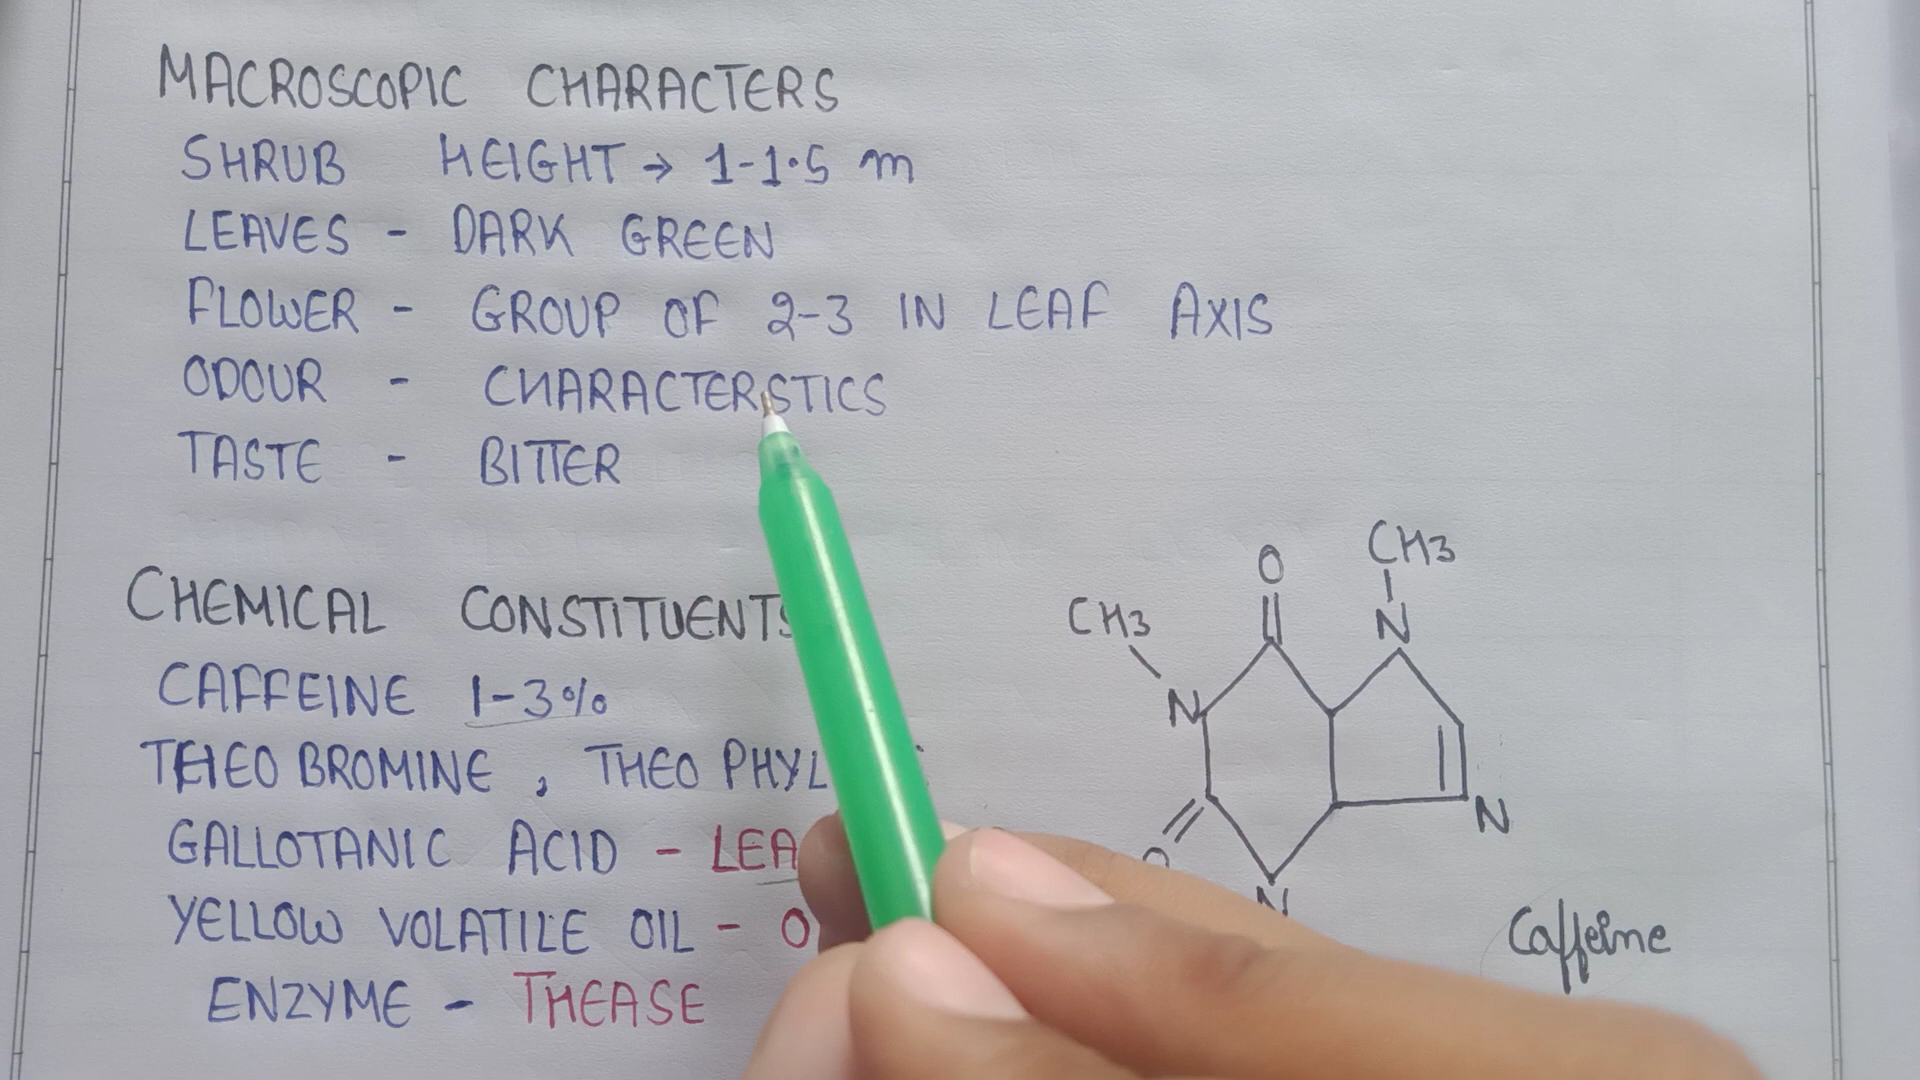 MACROSCOPIC CHARACTERS
SHRUB HEIGHT → 1-1.5 m
LEAVES - DARK GREEN
FLOWER - GROUP OF 2-3 IN LEAF AXIS
ODOUR - CHARACTERSTICS
TASTE - BITTER
CHEMICAL CONSTITUENTS
CAFFEINE 1-3%
THEOBROMINE, THEO PHYL
GALLOTANIC ACID - LEA
YELLOW VOLATILE OIL - O
ENZYME - THEASE
O
CH3
CH3
N
N
N
O
N
Caffeine